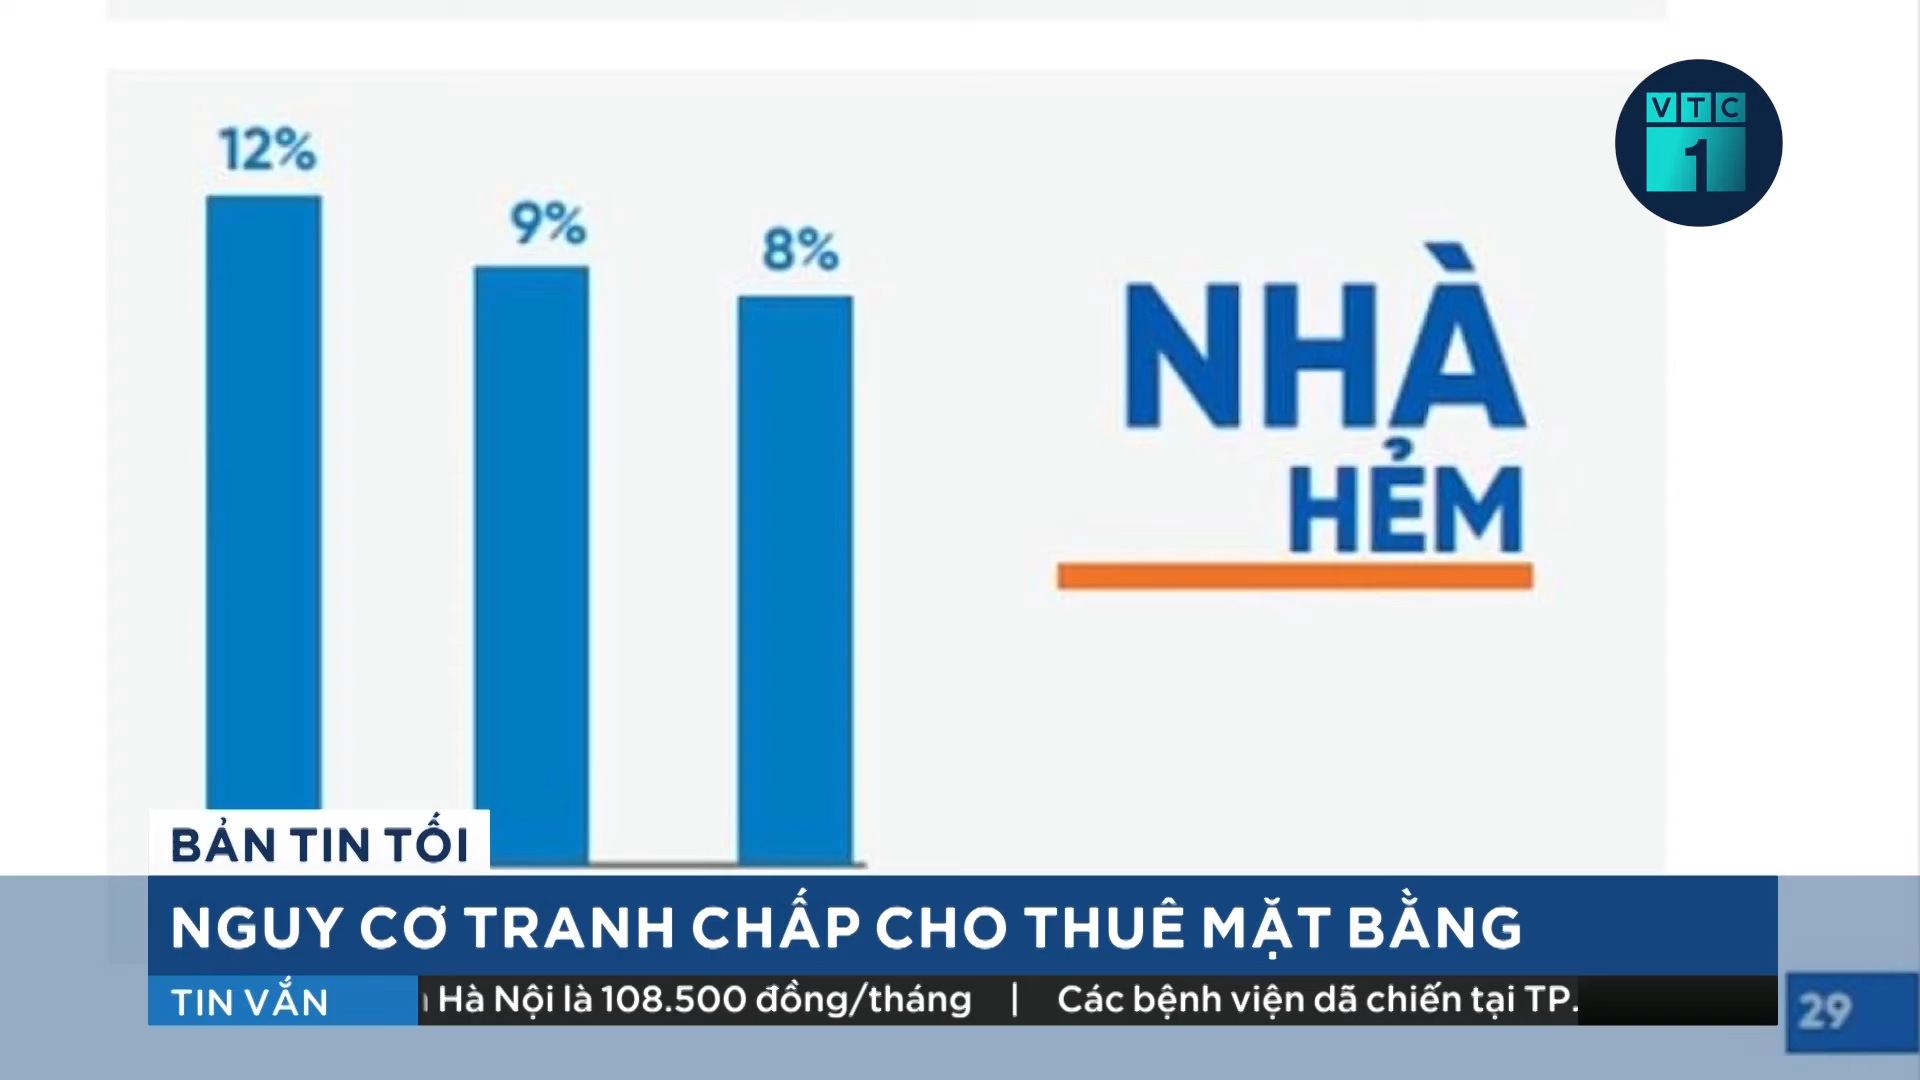 12%
9%
8%
VTC
1
NHÀ
HẺM
BẢN TIN TỐI
NGUY CƠ TRANH CHẤP CHO THUÊ MẶT BẰNG
TIN VẮN
Hà Nội là 108.500 đồng/tháng | Các bệnh viện dã chiến tại TP.
29